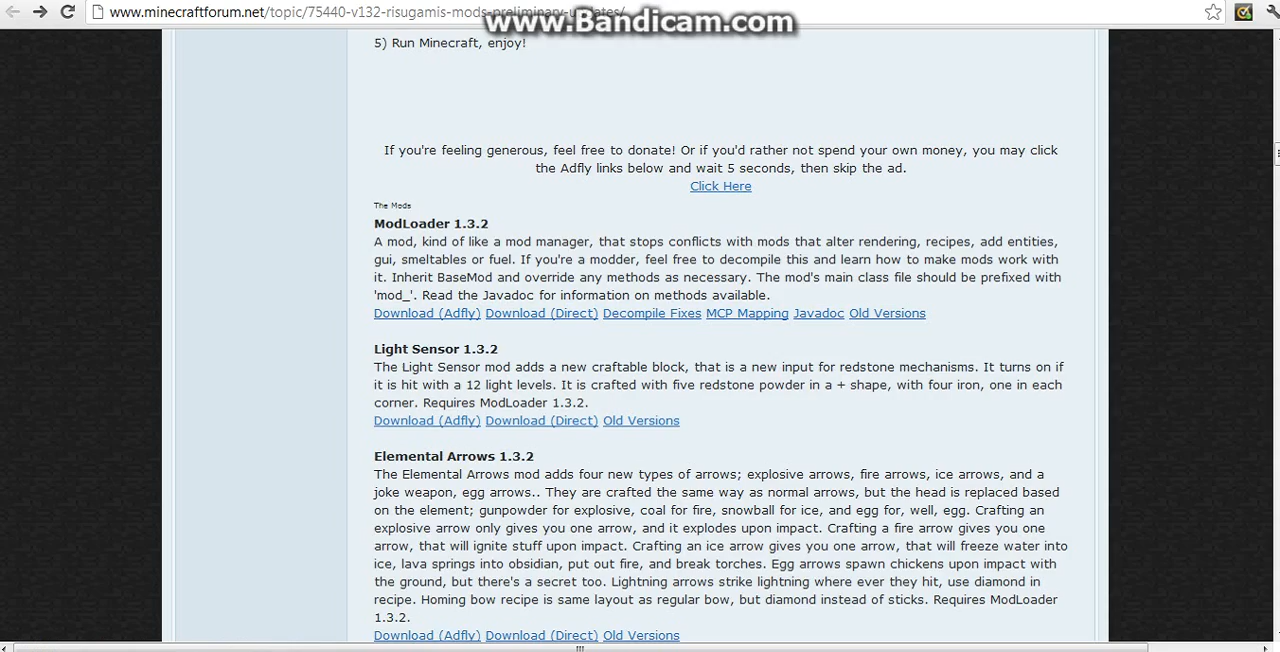 www.minecraftforum.net/topic/75440-v132-risugamis-mods-preliminary-updates/
www.Bandicam.com
5) Run Minecraft, enjoy!
If you're feeling generous, feel free to donate! Or if you'd rather not spend your own money, you may click
the Adfly links below and wait 5 seconds, then skip the ad.
Click Here
The Mods
ModLoader 1.3.2
A mod, kind of like a mod manager, that stops conflicts with mods that alter rendering, recipes, add entities,
gui, smeltables or fuel. If you're a modder, feel free to decompile this and learn how to make mods work with
it. Inherit BaseMod and override any methods as necessary. The mod's main class file should be prefixed with
'mod_'. Read the Javadoc for information on methods available.
Download (Adfly) Download (Direct) Decompile Fixes MCP Mapping Javadoc Old Versions
Light Sensor 1.3.2
The Light Sensor mod adds a new craftable block, that is a new input for redstone mechanisms. It turns on if
it is hit with a 12 light levels. It is crafted with five redstone powder in a + shape, with four iron, one in each
corner. Requires ModLoader 1.3.2.
Download (Adfly) Download (Direct) Old Versions
Elemental Arrows 1.3.2
The Elemental Arrows mod adds four new types of arrows; explosive arrows, fire arrows, ice arrows, and a
joke weapon, egg arrows.. They are crafted the same way as normal arrows, but the head is replaced based
on the element; gunpowder for explosive, coal for fire, snowball for ice, and egg for, well, egg. Crafting an
explosive arrow only gives you one arrow, and it explodes upon impact. Crafting a fire arrow gives you one
arrow, that will ignite stuff upon impact. Crafting an ice arrow gives you one arrow, that will freeze water into
ice, lava springs into obsidian, put out fire, and break torches. Egg arrows spawn chickens upon impact with
the ground, but there's a secret too. Lightning arrows strike lightning where ever they hit, use diamond in
recipe. Homing bow recipe is same layout as regular bow, but diamond instead of sticks. Requires ModLoader
1.3.2.
Download (Adfly) Download (Direct) Old Versions